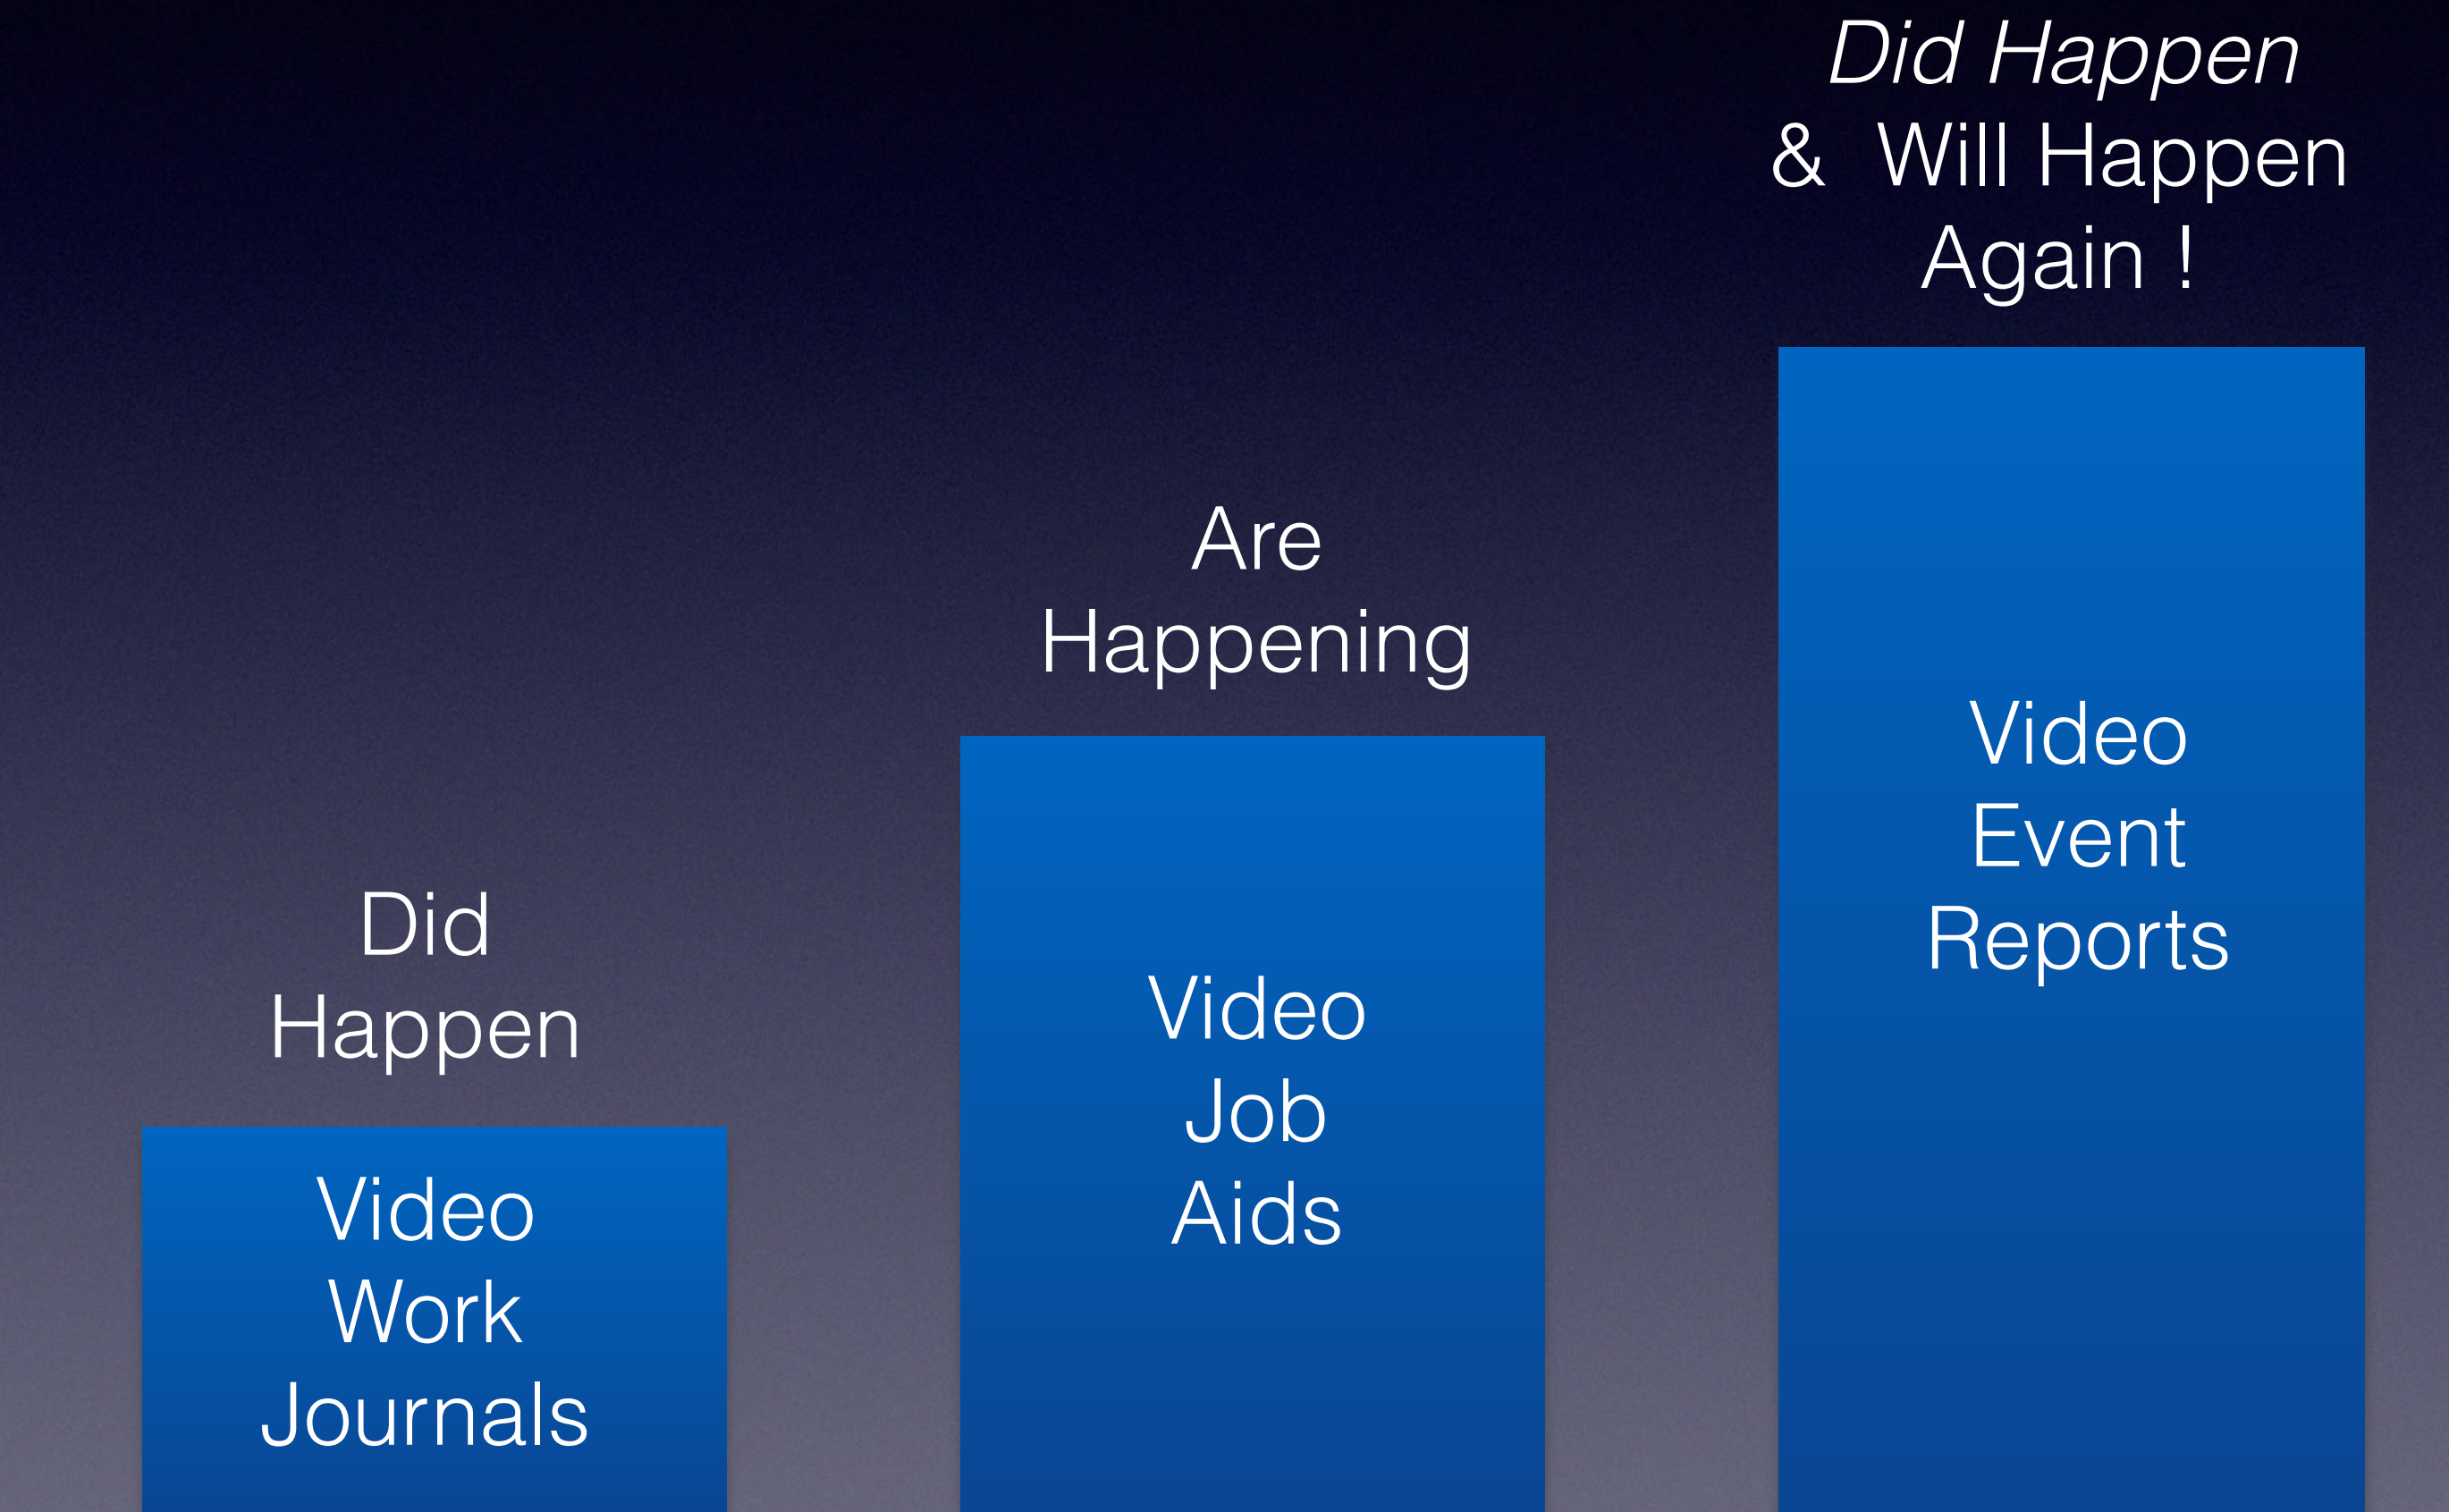 Did
Happen
Video
Work
Journals
Are
Happening
Video
Job
Aids
Did Happen
& Will Happen
Again !
Video
Event
Reports